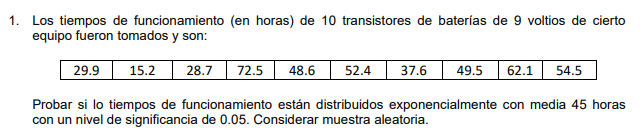 1. Los tiempos de funcionamiento (en horas) de 10 transistores de baterías de 9 voltios de cierto
equipo fueron tomados y son:
29.9 15.2 28.7 72.5 48.6 52.4 37.6 49.5 62.1 54.5
Probar si lo tiempos de funcionamiento están distribuidos exponencialmente con media 45 horas
con un nivel de significancia de 0.05. Considerar muestra aleatoria.